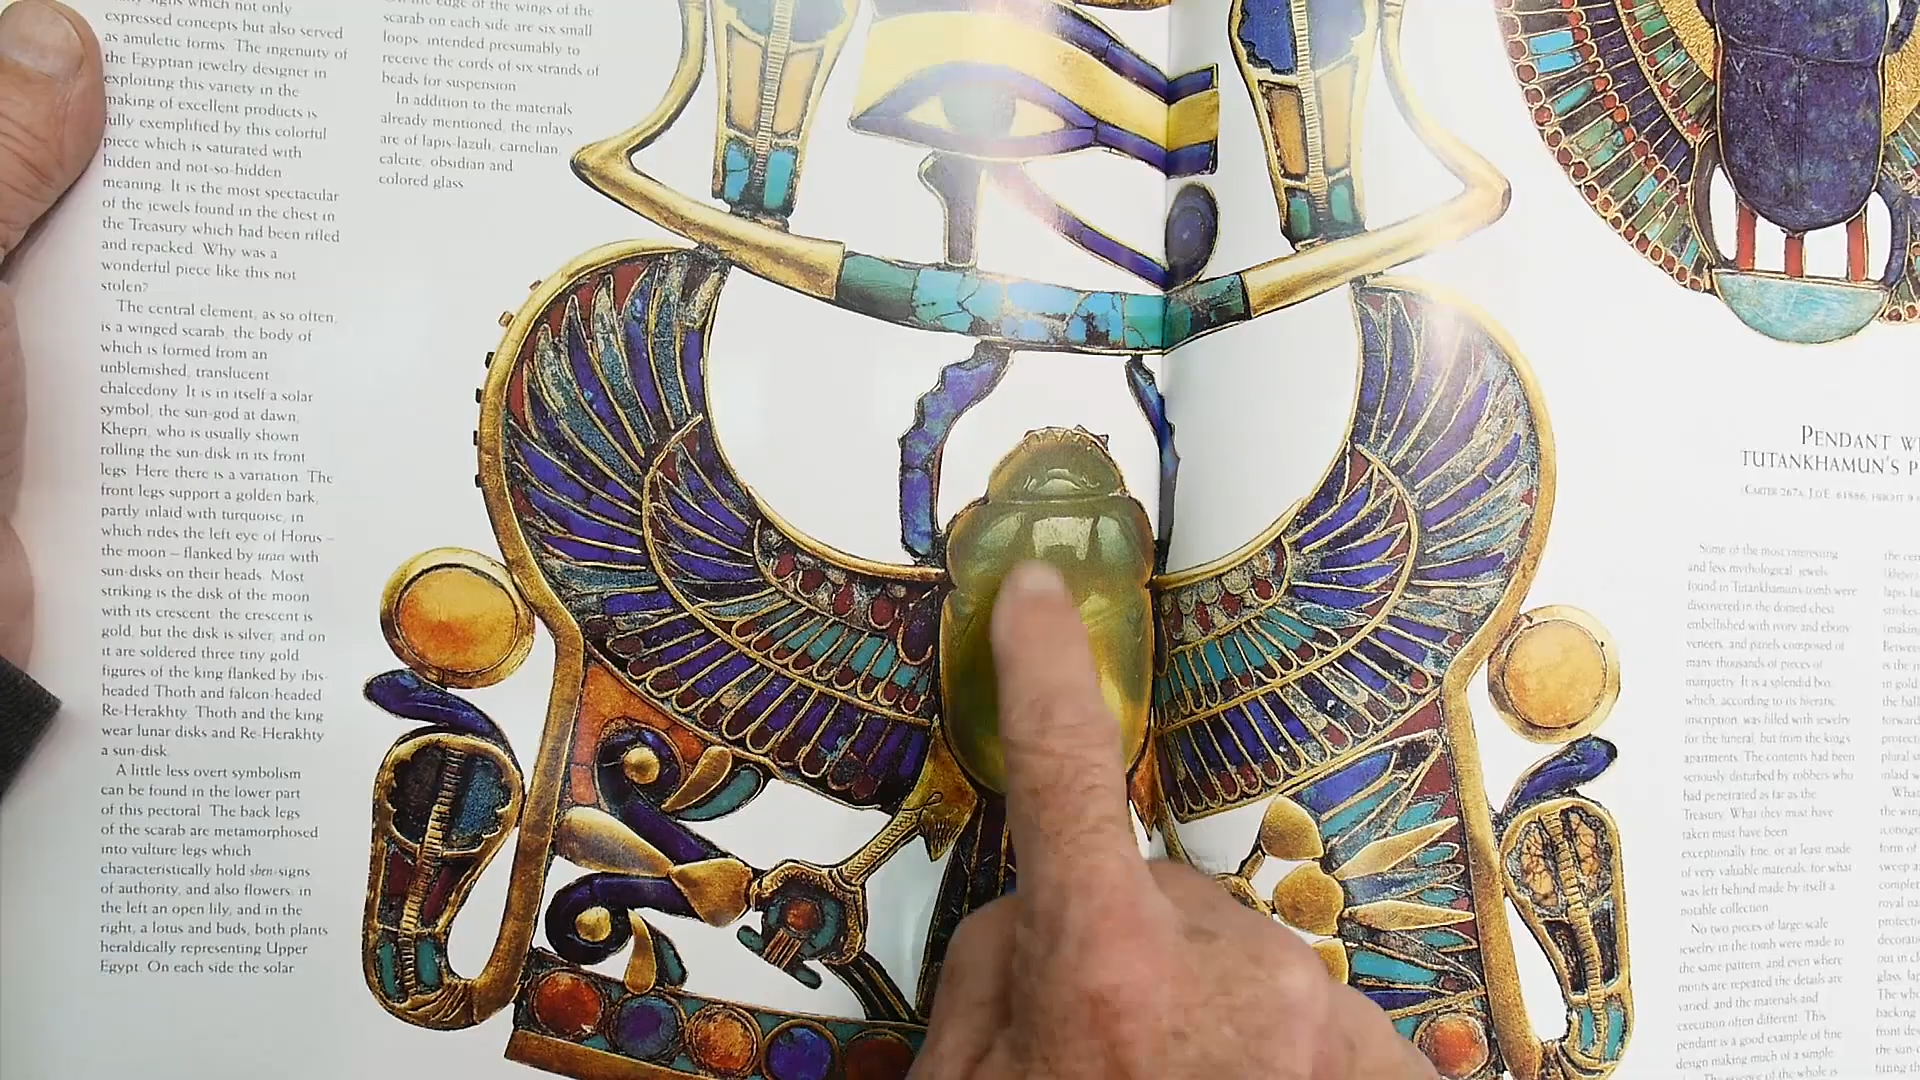 which not only
expressed concepts but also served
as amuletic forms. The ingenuity of
the Egyptian jewelry designer in
exploiting this variety in the
making of excellent products is
fully exemplified by this colorful
piece which is saturated with
hidden and not-so-hidden
meaning. It is the most spectacular
of the jewels found in the chest in
the Treasury which had been rifled
and repacked. Why was a
wonderful piece like this not
stolen?
The central element, as so often,
is a winged scarab, the body of
which is formed from an
unblemished, translucent
chalcedony. It is in itself a solar
symbol, the sun-god at dawn,
Khepri, who is usually shown
rolling the sun-disk in its front
legs. Here there is a variation. The
front legs support a golden bark,
partly inlaid with turquoise, in
which rides the left eye of Horus –
the moon – flanked by uraei with
sun-disks on their heads. Most
striking is the disk of the moon
with its crescent: the crescent is
gold, but the disk is silver, and on
it are soldered three tiny gold
figures of the king flanked by ibis-
headed Thoth and falcon-headed
Re-Herakhty. Thoth and the king
wear lunar disks and Re-Herakhty
a sun-disk.
A little less overt symbolism
can be found in the lower part
of this pectoral. The back legs
of the scarab are metamorphosed
into vulture legs which
characteristically hold shen-signs
of authority, and also flowers: in
the left an open lily, and in the
right, a lotus and buds, both plants
heraldically representing Upper
Egypt. On each side the solar
edge of the wings of the
scarab on each side are six small
loops, intended presumably to
receive the cords of six strands of
beads for suspension.
In addition to the materials
already mentioned, the inlays
are of lapis-lazuli, carnelian,
calcite, obsidian and
colored glass.
PENDANT
TUTANKHAMUN'S
(CARTER 267A, J.D'E. 61886, HEIGHT 9
Some of the most interesting
and less mythological jewels
found in Tutankhamun's tomb were
discovered in the domed chest
embellished with ivory and ebony
veneers, and panels composed of
many thousands of pieces of
marquetry. It is a splendid box
which, according to its hieratic
inscription, was filled with jewelry
for the funeral, but from the king's
apartments. The contents had been
seriously disturbed by robbers who
had penetrated as far as the
Treasury. What they must have
taken must have been
exceptionally fine, or at least made
of very valuable materials, for what
was left behind made by itself a
notable collection.
No two pieces of large-scale
jewelry in the tomb were made to
the same pattern, and even where
motifs are repeated the details are
varied, and the materials and
execution often different. This
pendant is a good example of fine
design making much of a simple
The essence of the whole is